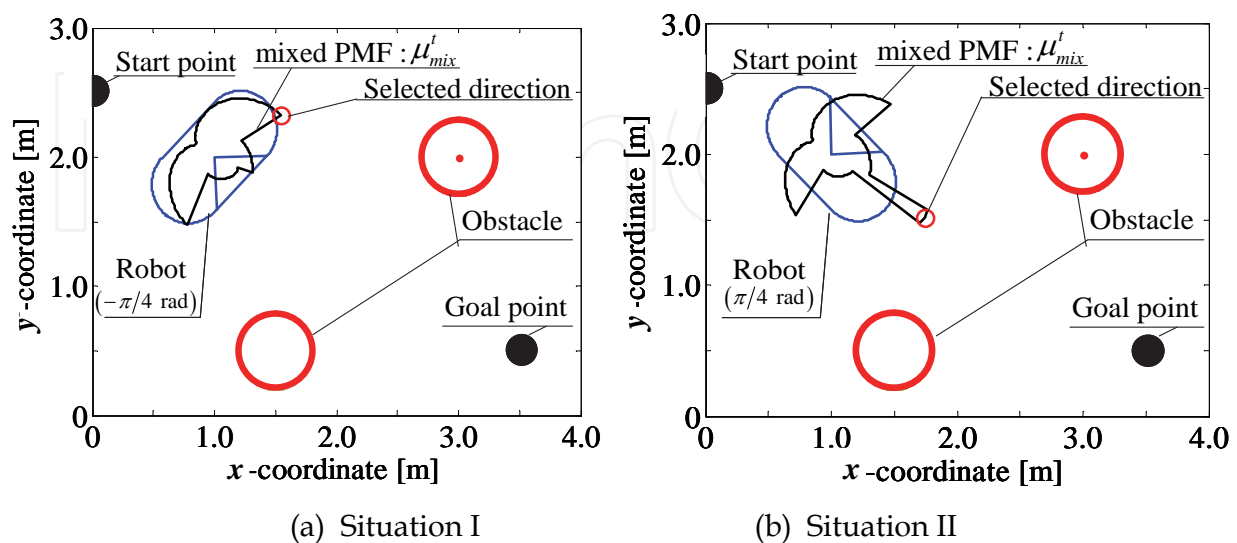 3.0
2.0
1.0
0
y-coordinate [m]
Start point
mixed PMF : μ^t_mix
Selected direction
Obstacle
Robot
(−π/4 rad)
Goal point
0 1.0 2.0 3.0 4.0
x-coordinate [m]
(a) Situation I
3.0
2.0
1.0
0
y-coordinate [m]
Start point
mixed PMF : μ^t_mix
Selected direction
Obstacle
Robot
(π/4 rad)
Goal point
0 1.0 2.0 3.0 4.0
x-coordinate [m]
(b) Situation II